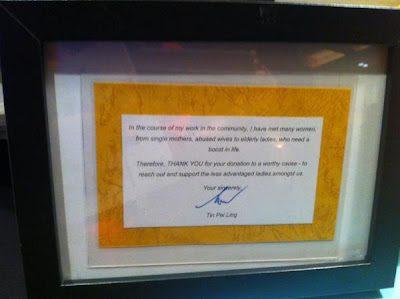 In the course of my work in the community, I have met many women,
from single mothers, abused wives to elderly ladies, who need a
boost in life.
Therefore, THANK YOU for your donation to a worthy cause - to
reach out and support the less advantaged ladies amongst us.
Your sincerely,
Tin Pei Ling